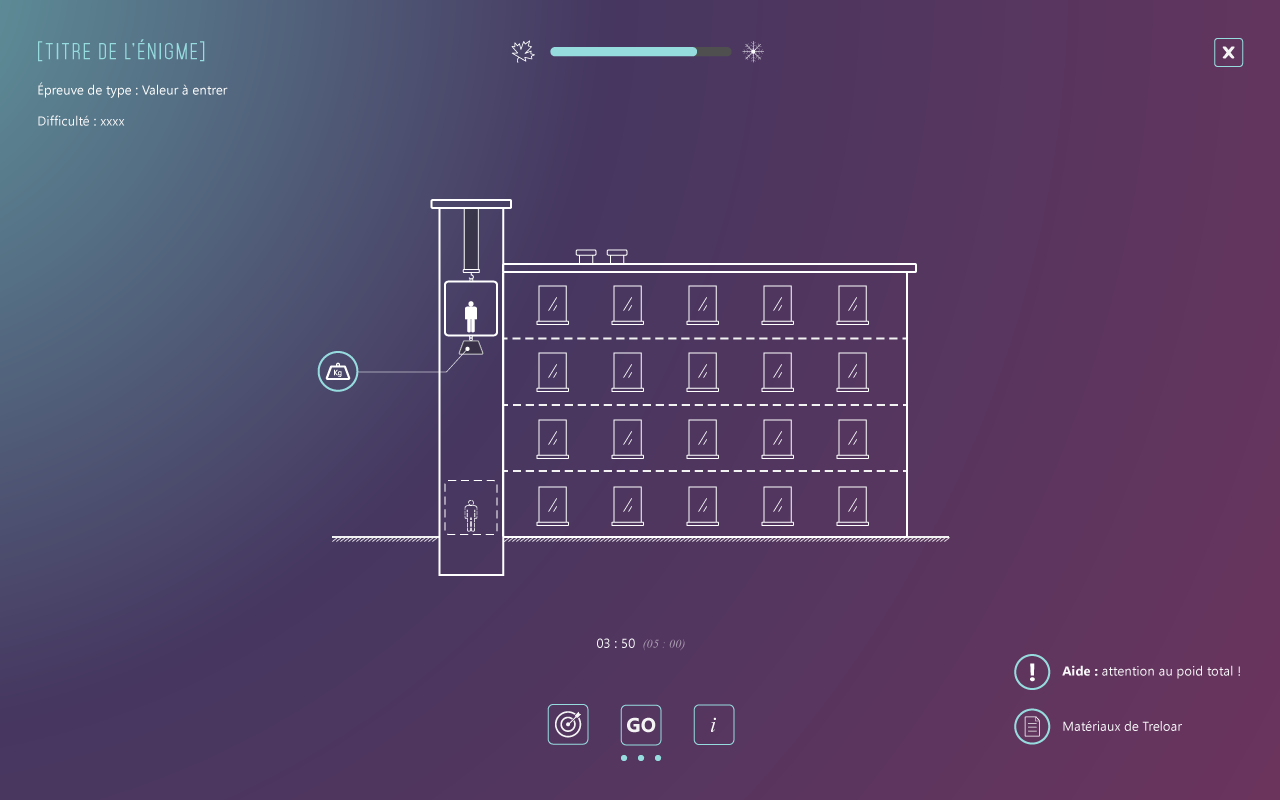 [TITRE DE L'ÉNIGME]
X
Épreuve de type : Valeur à entrer
Difficulté : xxxx
Kg
03 : 50 (05 : 00)
! Aide : attention au poid total !
GO i
Matériaux de Treloar